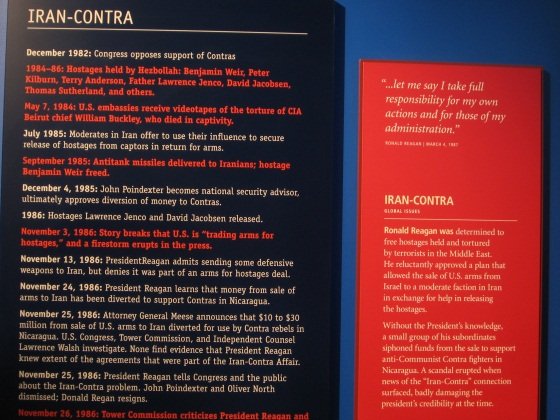 IRAN-CONTRA
December 1982: Congress opposes support of Contras
1984–86: Hostages held by Hezbollah: Benjamin Weir, Peter
Kilburn, Terry Anderson, Father Lawrence Jenco, David Jacobsen,
Thomas Sutherland, and others.
May 7, 1984: U.S. embassies receive videotapes of the torture of CIA
Beirut chief William Buckley, who died in captivity.
July 1985: Moderates in Iran offer to use their influence to secure
release of hostages from captors in return for arms.
September 1985: Antitank missiles delivered to Iranians; hostage
Benjamin Weir freed.
December 4, 1985: John Poindexter becomes national security advisor,
ultimately approves diversion of money to Contras.
1986: Hostages Lawrence Jenco and David Jacobsen released.
November 3, 1986: Story breaks that U.S. is “trading arms for
hostages,” and a firestorm erupts in the press.
November 13, 1986: PresidentReagan admits sending some defensive
weapons to Iran, but denies it was part of an arms for hostages deal.
November 24, 1986: President Reagan learns that money from sale of
arms to Iran has been diverted to support Contras in Nicaragua.
November 25, 1986: Attorney General Meese announces that $10 to $30
million from sale of U.S. arms to Iran diverted for use by Contra rebels in
Nicaragua. U.S. Congress, Tower Commission, and Independent Counsel
Lawrence Walsh investigate. None find evidence that President Reagan
knew extent of the agreements that were part of the Iran-Contra Affair.
November 25, 1986: President Reagan tells Congress and the public
about the Iran-Contra problem. John Poindexter and Oliver North
dismissed; Donald Regan resigns.
November 26, 1986: Tower Commission criticizes President Reagan and
“...let me say I take full
responsibility for my own
actions and for those of my
administration.”
RONALD REAGAN | MARCH 4, 1987
IRAN-CONTRA
GLOBAL ISSUES
Ronald Reagan was determined to
free hostages held and tortured
by terrorists in the Middle East.
He reluctantly approved a plan that
allowed the sale of U.S. arms from
Israel to a moderate faction in Iran
in exchange for help in releasing
the hostages.
Without the President's knowledge,
a small group of his subordinates
siphoned funds from the sale to support
anti-Communist Contra fighters in
Nicaragua. A scandal erupted when
news of the “Iran-Contra” connection
surfaced, badly damaging the
president's credibility at the time.